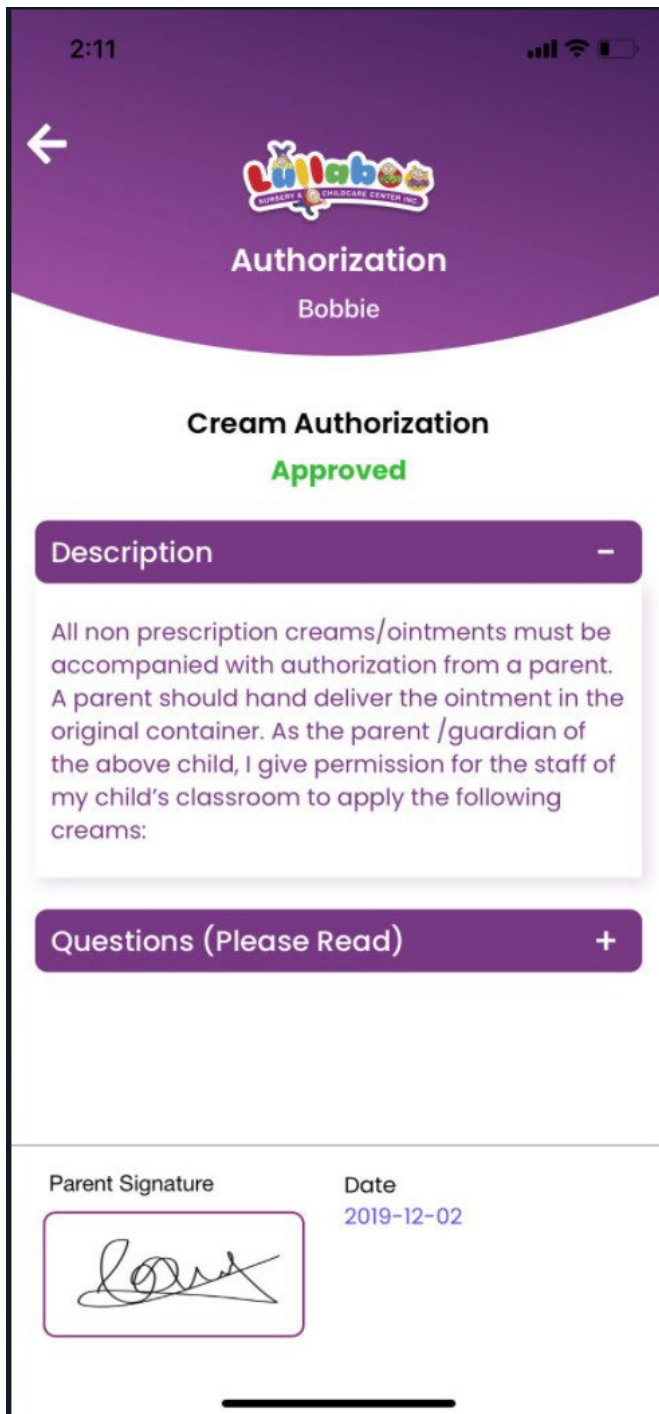 2:11
Lullaboo
NURSERY & CHILDCARE CENTER INC.
Authorization
Bobbie
Cream Authorization
Approved
Description
All non prescription creams/ointments must be
accompanied with authorization from a parent.
A parent should hand deliver the ointment in the
original container. As the parent /guardian of
the above child, I give permission for the staff of
my child's classroom to apply the following
creams:
Questions (Please Read)
Parent Signature
Date
2019-12-02